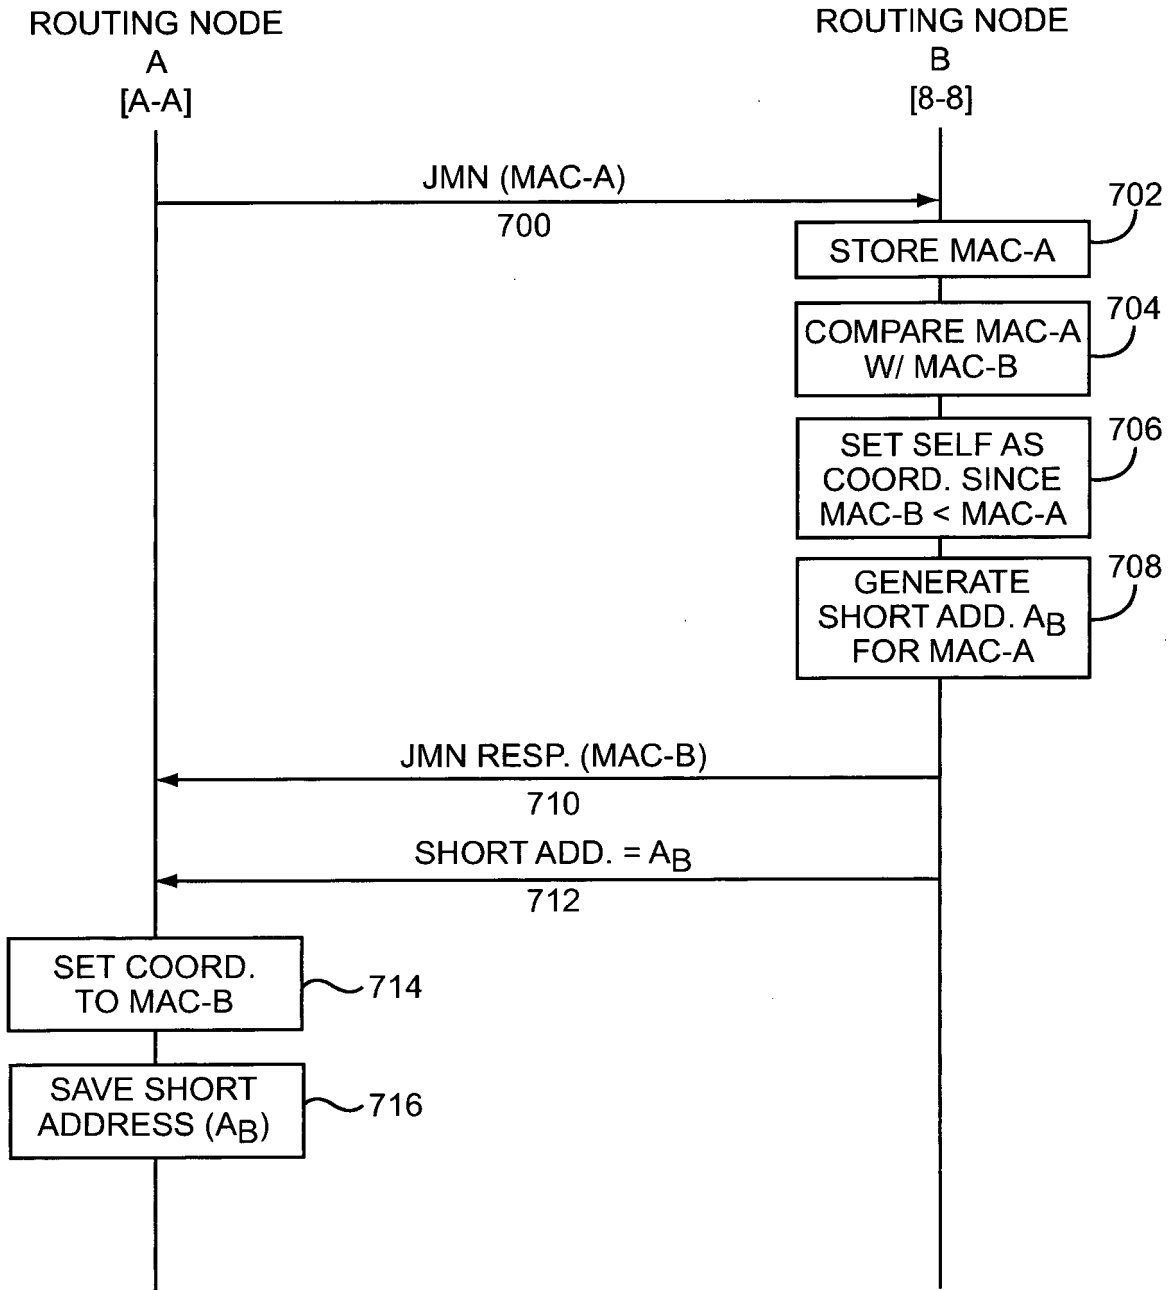 ROUTING NODE
A
[A-A]
ROUTING NODE
B
[8-8]
JMN (MAC-A)
700
702
STORE MAC-A
704
COMPARE MAC-A
W/ MAC-B
706
SET SELF AS
COORD. SINCE
MAC-B < MAC-A
708
GENERATE
SHORT ADD. AB
FOR MAC-A
JMN RESP. (MAC-B)
710
SHORT ADD. = AB
712
SET COORD.
TO MAC-B
714
SAVE SHORT
ADDRESS (AB)
716